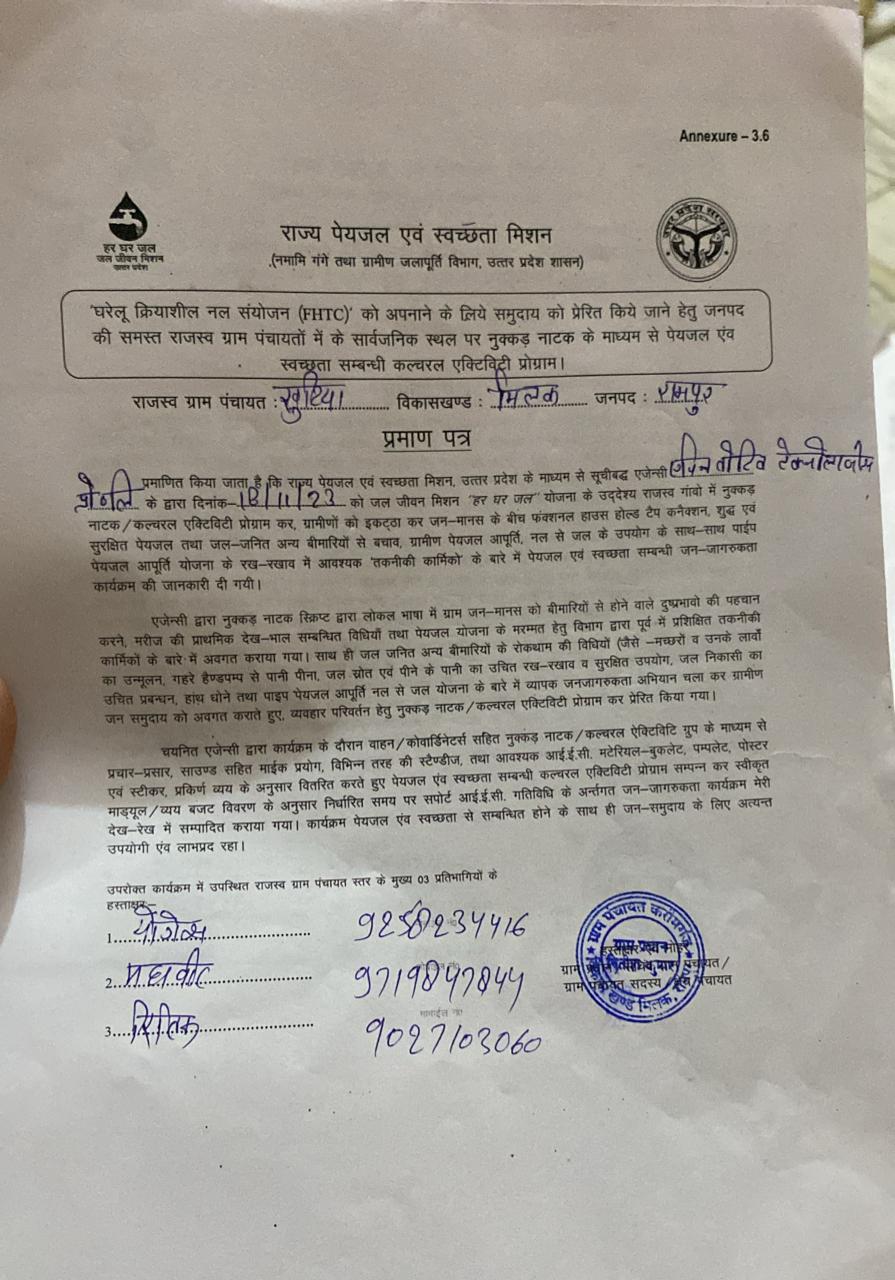 Annexure – 3.6
हर घर जल
जल जीवन मिशन
उत्तर प्रदेश
उत्तर प्रदेश सरकार
राज्य पेयजल एवं स्वच्छता मिशन
(नमामि गंगे तथा ग्रामीण जलापूर्ति विभाग, उत्तर प्रदेश शासन)
'घरेलू क्रियाशील नल संयोजन (FHTC)' को अपनाने के लिये समुदाय को प्रेरित किये जाने हेतु जनपद
की समस्त राजस्व ग्राम पंचायतों में के सार्वजनिक स्थल पर नुक्कड़ नाटक के माध्यम से पेयजल एंव
स्वच्छता सम्बन्धी कल्चरल एक्टिविटी प्रोग्राम।
राजस्व ग्राम पंचायत : खुटिया विकासखण्ड : मिलक जनपद : रामपुर
प्रमाण पत्र
प्रमाणित किया जाता है कि राज्य पेयजल एवं स्वच्छता मिशन, उत्तर प्रदेश के माध्यम से सूचीबद्ध एजेन्सी
के द्वारा दिनांक–18/11/23 को जल जीवन मिशन "हर घर जल" योजना के उद्देश्य राजस्व गांवो में नुक्कड़
नाटक/कल्चरल एक्टिविटी प्रोग्राम कर, ग्रामीणों को इकट्ठा कर जन-मानस के बीच फंक्शनल हाउस होल्ड टैप कनैक्शन, शुद्ध एवं
सुरक्षित पेयजल तथा जल–जनित अन्य बीमारियों से बचाव, ग्रामीण पेयजल आपूर्ति, नल से जल के उपयोग के साथ–साथ पाईप
पेयजल आपूर्ति योजना के रख–रखाव में आवश्यक 'तकनीकी कार्मिको' के बारे में पेयजल एवं स्वच्छता सम्बन्धी जन–जागरुकता
कार्यक्रम की जानकारी दी गयी।
एजेन्सी द्वारा नुक्कड़ नाटक स्क्रिप्ट द्वारा लोकल भाषा में ग्राम जन–मानस को बीमारियों से होने वाले दुष्प्रभावो की पहचान
करने, मरीज की प्राथमिक देख–भाल सम्बन्धित विधियाँ तथा पेयजल योजना के मरम्मत हेतु विभाग द्वारा पूर्व में प्रशिक्षित तकनीकी
कार्मिकों के बारे में अवगत कराया गया। साथ ही जल जनित अन्य बीमारियों के रोकथाम की विधियों (जैसे –मच्छरों व उनके लार्वो
का उन्मूलन, गहरे हैण्डपम्प से पानी पीना, जल स्रोत एवं पीने के पानी का उचित रख–रखाव व सुरक्षित उपयोग, जल निकासी का
उचित प्रबन्धन, हांथ धोने तथा पाइप पेयजल आपूर्ति नल से जल योजना के बारे में व्यापक जनजागरुकता अभियान चला कर ग्रामीण
जन समुदाय को अवगत कराते हुए, व्यवहार परिवर्तन हेतु नुक्कड़ नाटक/कल्चरल एक्टिविटी प्रोग्राम कर प्रेरित किया गया।
चयनित एजेन्सी द्वारा कार्यक्रम के दौरान वाहन/कोवार्डिनेटर्स सहित नुक्कड़ नाटक/कल्चरल ऐक्टिविटि ग्रुप के माध्यम से
प्रचार–प्रसार, साउण्ड सहित माईक प्रयोग, विभिन्न तरह की स्टैण्डीज, तथा आवश्यक आई.ई.सी. मटेरियल–बुकलेट, पम्पलेट, पोस्टर
एवं स्टीकर, प्रकिर्ण व्यय के अनुसार वितरित करते हुए पेयजल एंव स्वच्छता सम्बन्धी कल्चरल एक्टिविटी प्रोग्राम सम्पन्न कर स्वीकृत
माड्यूल/व्यय बजट विवरण के अनुसार निर्धारित समय पर सपोर्ट आई.ई.सी. गतिविधि के अर्न्तगत जन–जागरुकता कार्यक्रम मेरी
देख–रेख में सम्पादित कराया गया। कार्यक्रम पेयजल एंव स्वच्छता से सम्बन्धित होने के साथ ही जन–समुदाय के लिए अत्यन्त
उपयोगी एंव लाभप्रद रहा।
उपरोक्त कार्यक्रम में उपस्थित राजस्व ग्राम पंचायत स्तर के मुख्य 03 प्रतिभागियों के
हस्ताक्षर–
1. योगेश 9258234416
2. महावीर 9719847844
3. रितिक 9027103060
ग्राम पंचायत करीमगंज
ग्राम प्रधान
ग्राम पंचायत सदस्य
खण्ड मिलक,